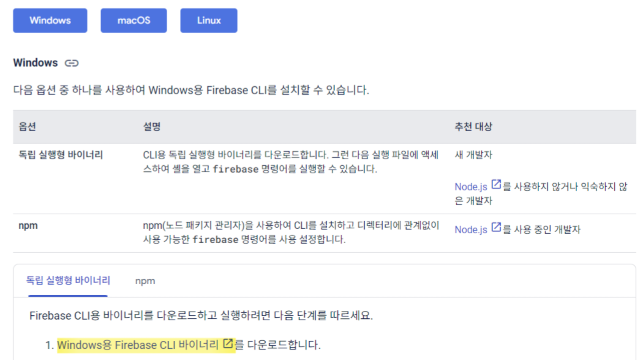 Windows macOS Linux
Windows
다음 옵션 중 하나를 사용하여 Windows용 Firebase CLI를 설치할 수 있습니다.
옵션 설명 추천 대상
독립 실행형 바이너리 CLI용 독립 실행형 바이너리를 다운로드합니다. 그런 다음 실행 파일에 액세 새 개발자
스하여 셸을 열고 firebase 명령어를 실행할 수 있습니다.
Node.js 를 사용하지 않거나 익숙하지 않
은 개발자
npm npm(노드 패키지 관리자)을 사용하여 CLI를 설치하고 디렉터리에 관계없이 Node.js 를 사용 중인 개발자
사용 가능한 firebase 명령어를 사용 설정합니다.
독립 실행형 바이너리 npm
Firebase CLI용 바이너리를 다운로드하고 실행하려면 다음 단계를 따르세요.
1. Windows용 Firebase CLI 바이너리 를 다운로드합니다.